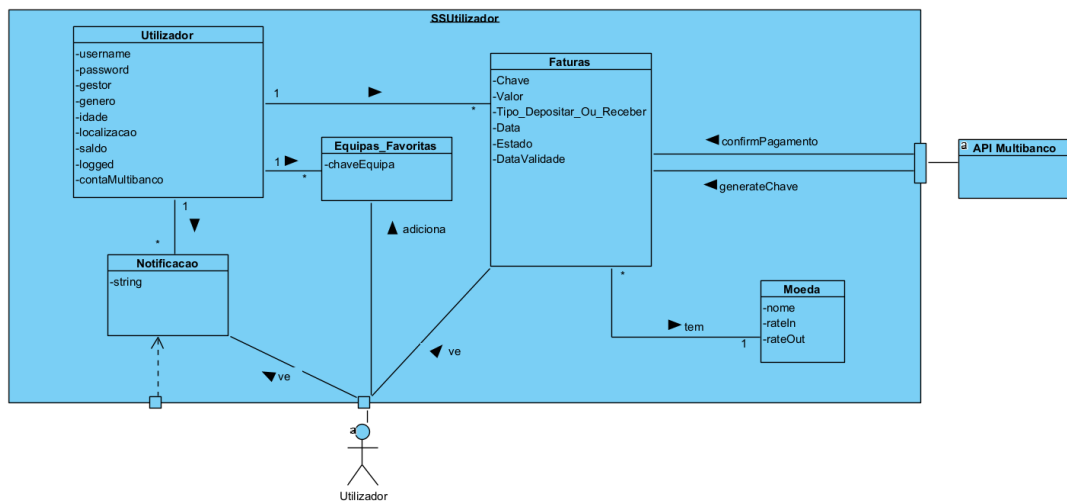 SSUtilizador
Utilizador
-username
-password
-gestor
-genero
-idade
-localizacao
-saldo
-logged
-contaMultibanco
1
*
Faturas
-Chave
-Valor
-Tipo_Depositar_Ou_Receber
-Data
-Estado
-DataValidade
1
*
Equipas_Favoritas
-chaveEquipa
confirmPagamento
generateChave
a
API Multibanco
1
*
adiciona
Notificacao
-string
*
tem
1
Moeda
-nome
-rateIn
-rateOut
ve
ve
a
Utilizador